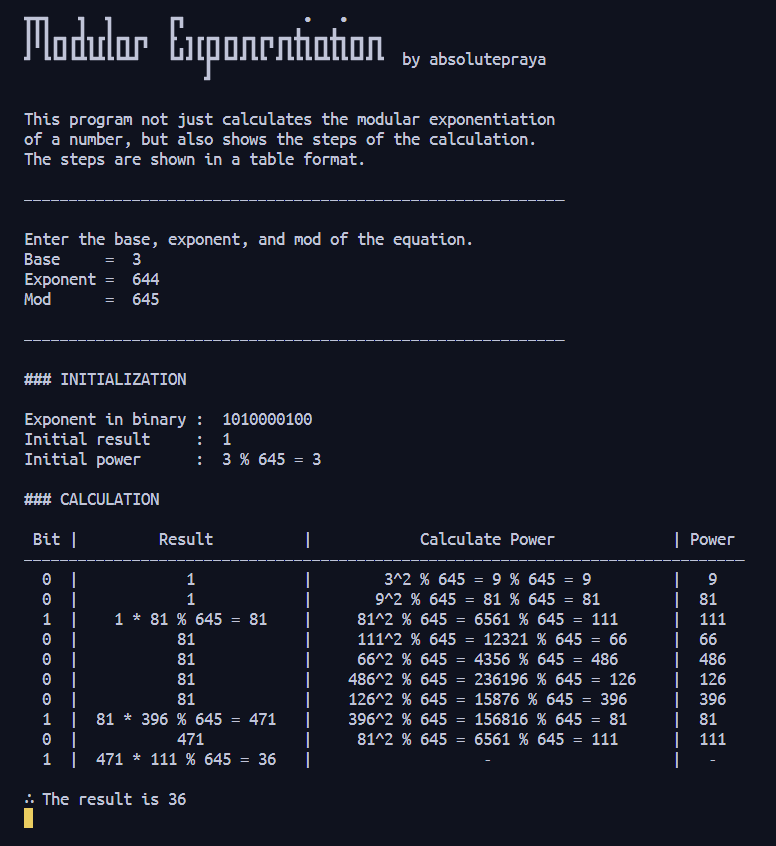 Modular Exponentiation by absolutepraya
This program not just calculates the modular exponentiation
of a number, but also shows the steps of the calculation.
The steps are shown in a table format.
Enter the base, exponent, and mod of the equation.
Base     =  3
Exponent =  644
Mod      =  645
### INITIALIZATION
Exponent in binary :  1010000100
Initial result     :  1
Initial power      :  3 % 645 = 3
### CALCULATION
Bit |         Result          |            Calculate Power             | Power
0  |            1            |        3^2 % 645 = 9 % 645 = 9         |   9
0  |            1            |       9^2 % 645 = 81 % 645 = 81        |  81
1  |    1 * 81 % 645 = 81    |     81^2 % 645 = 6561 % 645 = 111      |  111
0  |           81            |     111^2 % 645 = 12321 % 645 = 66     |  66
0  |           81            |     66^2 % 645 = 4356 % 645 = 486      |  486
0  |           81            |    486^2 % 645 = 236196 % 645 = 126    |  126
0  |           81            |    126^2 % 645 = 15876 % 645 = 396     |  396
1  |  81 * 396 % 645 = 471   |    396^2 % 645 = 156816 % 645 = 81     |  81
0  |           471           |     81^2 % 645 = 6561 % 645 = 111      |  111
1  |  471 * 111 % 645 = 36   |                   -                    |   -
∴ The result is 36